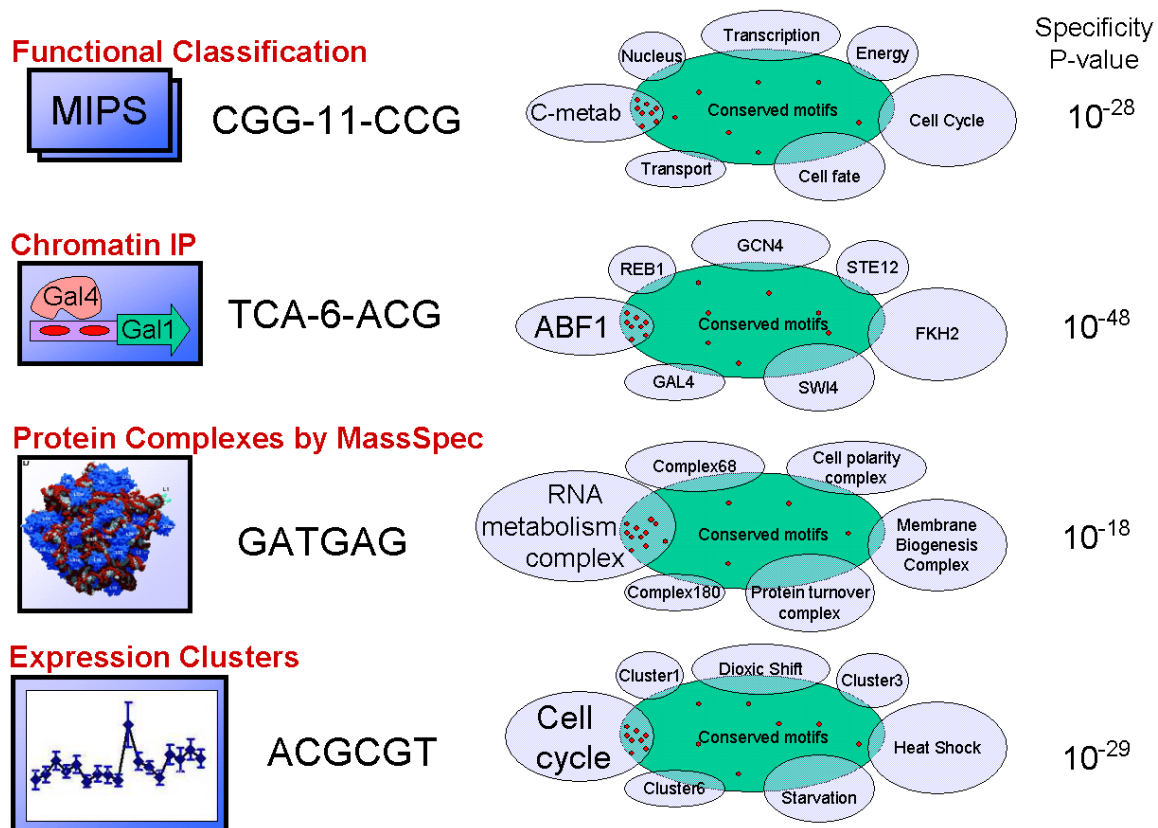 Specificity
P-value
Functional Classification
MIPS
CGG-11-CCG
Nucleus
Transcription
Energy
C-metab
Conserved motifs
Cell Cycle
Transport
Cell fate
10-28
Chromatin IP
Gal4
Gal1
TCA-6-ACG
REB1
GCN4
STE12
ABF1
Conserved motifs
FKH2
GAL4
SWI4
10-48
Protein Complexes by MassSpec
GATGAG
Complex68
Cell polarity
complex
RNA
metabolism
complex
Conserved motifs
Membrane
Biogenesis
Complex
Complex180
Protein turnover
complex
10-18
Expression Clusters
ACGCGT
Cluster1
Dioxic Shift
Cluster3
Cell
cycle
Conserved motifs
Heat Shock
Cluster6
Starvation
10-29